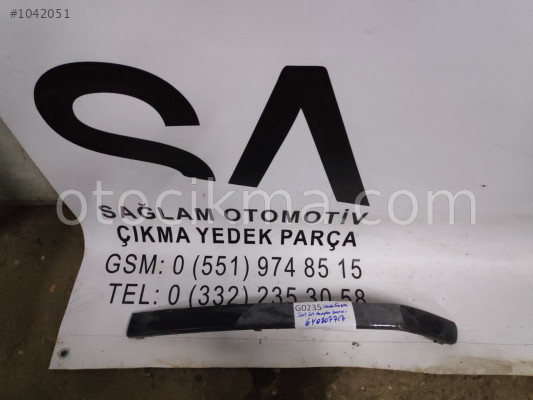 #1042051
SA
otocikma.com
SAĞLAM OTOMOTİV
ÇIKMA YEDEK PARÇA
GSM: 0 (551) 974 85 15
TEL: 0 (332) 235 30 58
G0235
6Y0807717